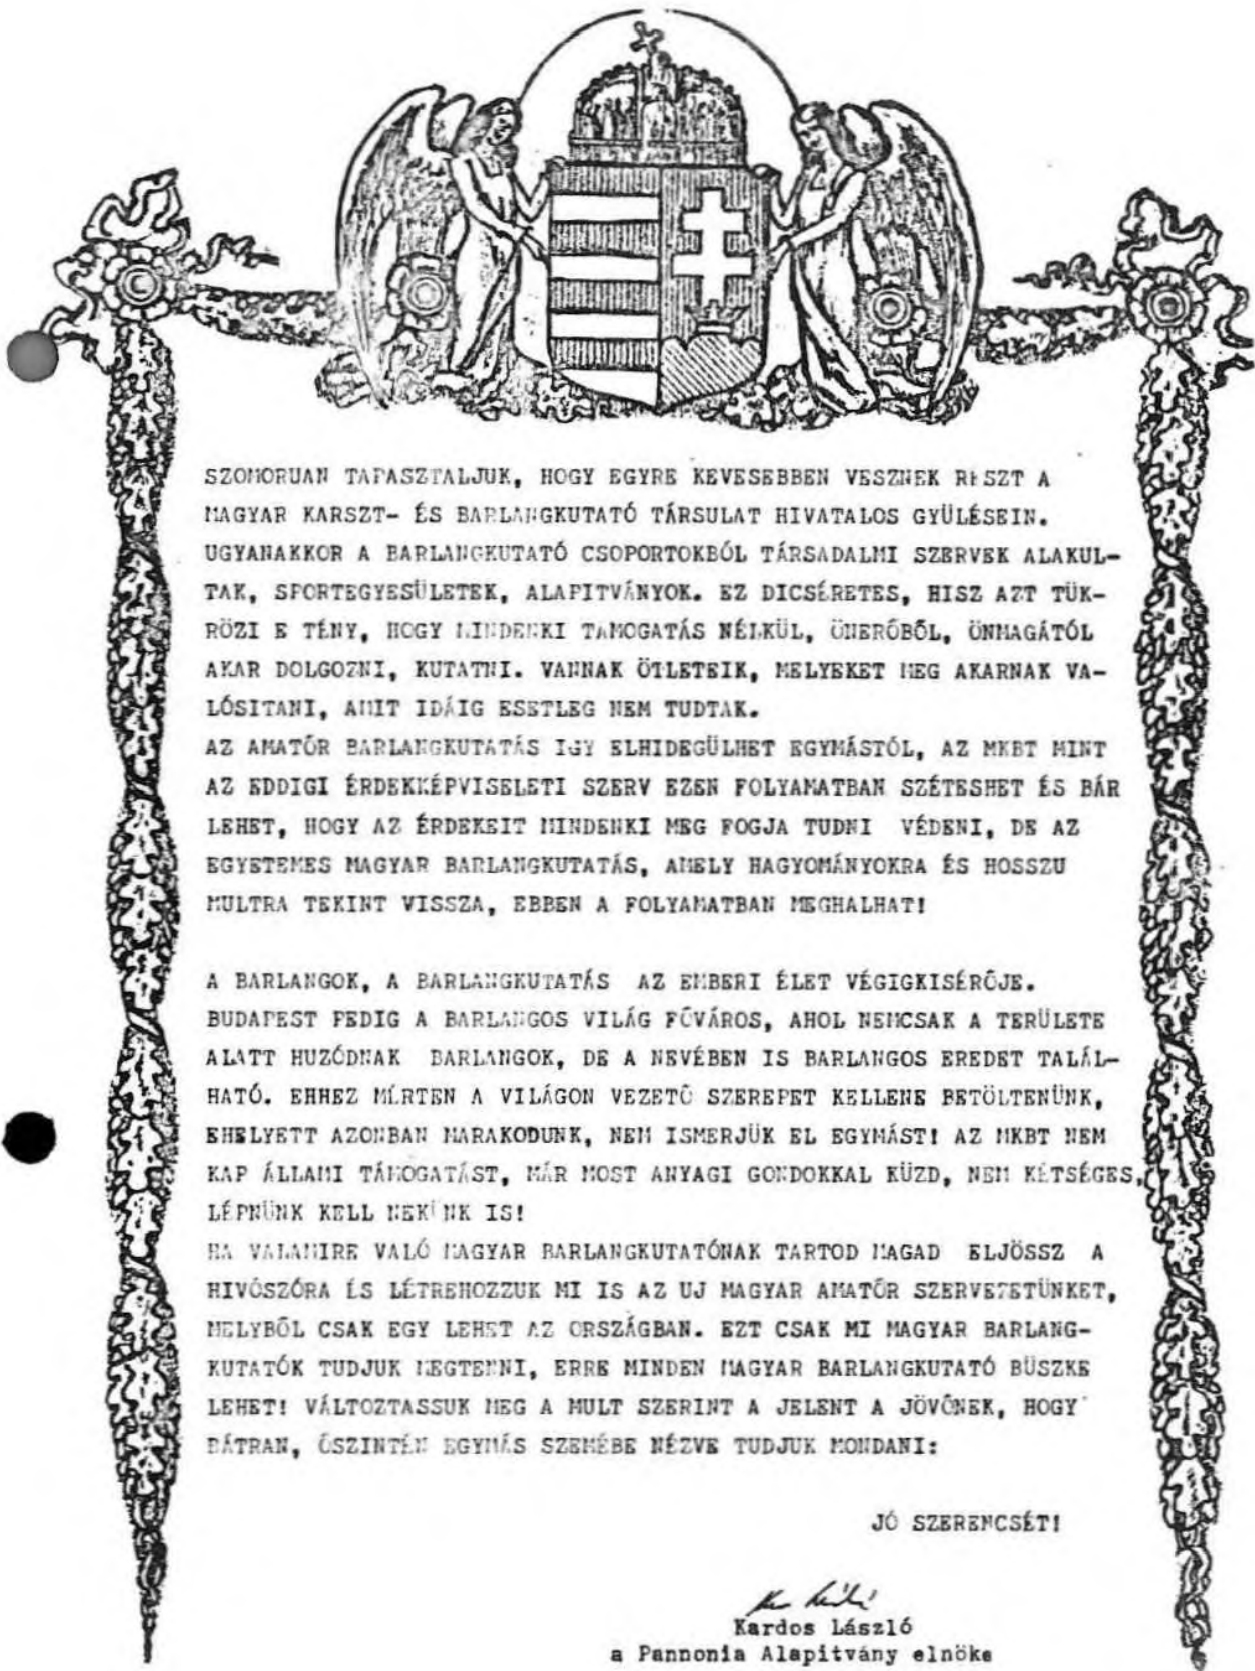 SZOMORUAN TAPASZTALJUK, HOGY EGYRE KEVESEBBEN VESZNEK RÉSZT A
MAGYAR KARSZT- ÉS BARLANGKUTATÓ TÁRSULAT HIVATALOS GYÜLÉSEIN.
UGYANAKKOR A BARLANGKUTATÓ CSOPORTOKBÓL TÁRSADALMI SZERVEK ALAKUL-
TAK, SPORTEGYESÜLETEK, ALAPITVÁNYOK. EZ DICSÉRETES, HISZ AZT TÜK-
RÖZI E TÉNY, HOGY MINDENKI TÁMOGATÁS NÉLKÜL, ÖNERŐBŐL, ÖNMAGÁTÓL
AKAR DOLGOZNI, KUTATNI. VANNAK ÖTLETEIK, MELYEKET MEG AKARNAK VA-
LÓSITANI, AMIT IDÁIG ESETLEG NEM TUDTAK.
AZ AMATŐR BARLANGKUTATÁS IGY ELHIDEGÜLHET EGYMÁSTÓL, AZ MKBT MINT
AZ EDDIGI ÉRDEKKÉPVISELETI SZERV EZEN FOLYAMATBAN SZÉTESHET ÉS BÁR
LEHET, HOGY AZ ÉRDEKEIT MINDENKI MEG FOGJA TUDNI VÉDENI, DE AZ
EGYETEMES MAGYAR BARLANGKUTATÁS, AMELY HAGYOMÁNYOKRA ÉS HOSSZU
MULTRA TEKINT VISSZA, EBBEN A FOLYAMATBAN MEGHALHAT!
A BARLANGOK, A BARLANGKUTATÁS AZ EMBERI ÉLET VÉGIGKISÉRŐJE.
BUDAPEST PEDIG A BARLANGOS VILÁG FŐVÁROS, AHOL NEMCSAK A TERÜLETE
ALATT HUZÓDNAK BARLANGOK, DE A NEVÉBEN IS BARLANGOS EREDET TALÁL-
HATÓ. EHHEZ MÉRTEN A VILÁGON VEZETŐ SZEREPET KELLENE BETÖLTENÜNK,
EHELYETT AZONBAN MARAKODUNK, NEM ISMERJÜK EL EGYMÁST! AZ MKBT NEM
KAP ÁLLAMI TÁMOGATÁST, MÁR MOST ANYAGI GONDOKKAL KÜZD, NEM KÉTSÉGES,
LÉPNÜNK KELL NEKÜNK IS!
HA VALAMIRE VALÓ MAGYAR BARLANGKUTATÓNAK TARTOD MAGAD ELJÖSSZ A
HIVÓSZÓRA ÉS LÉTREHOZZUK MI IS AZ UJ MAGYAR AMATŐR SZERVEZETÜNKET,
MELYBŐL CSAK EGY LEHET AZ ORSZÁGBAN. EZT CSAK MI MAGYAR BARLANG-
KUTATÓK TUDJUK MEGTENNI, ERRE MINDEN MAGYAR BARLANGKUTATÓ BÜSZKE
LEHET! VÁLTOZTASSUK MEG A MULT SZERINT A JELENT A JÖVŐNEK, HOGY
BÁTRAN, ŐSZINTÉN EGYMÁS SZEMÉBE NÉZVE TUDJUK MONDANI:
JÓ SZERENCSÉT!
Kardos László
a Pannonia Alapitvány elnöke